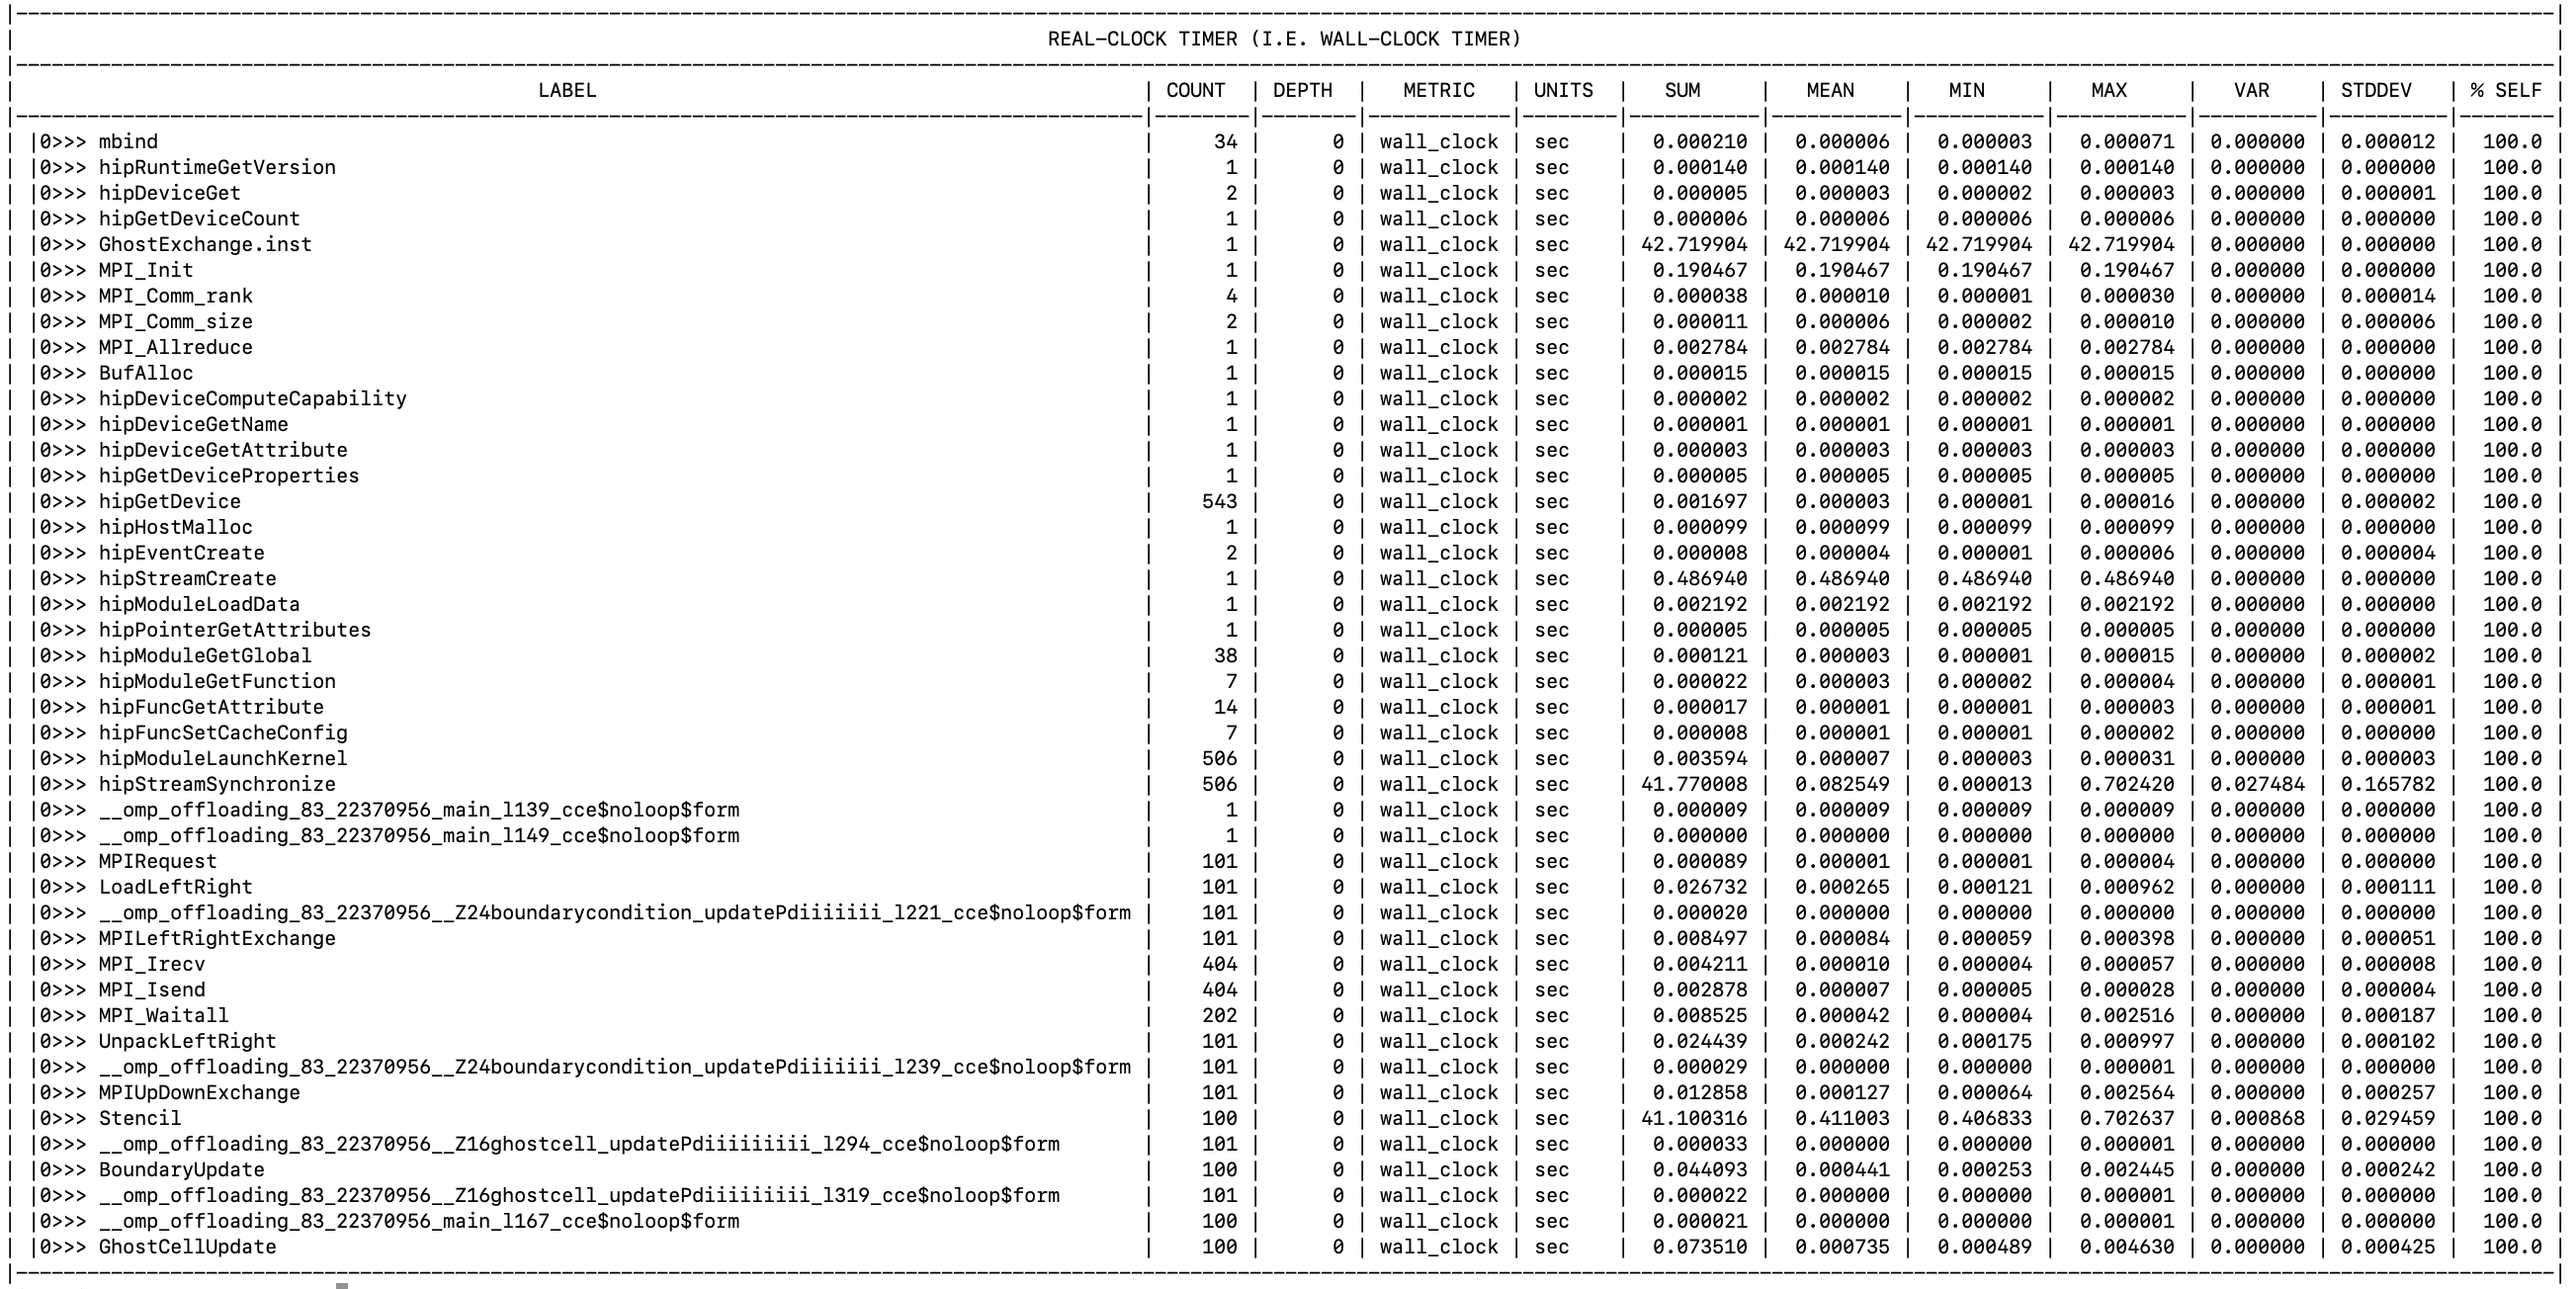 REAL-CLOCK TIMER (I.E. WALL-CLOCK TIMER)
| LABEL | COUNT | DEPTH | METRIC | UNITS | SUM | MEAN | MIN | MAX | VAR | STDDEV | % SELF |
| |0>>> mbind | 34 | 0 | wall_clock | sec | 0.000210 | 0.000006 | 0.000003 | 0.000071 | 0.000000 | 0.000012 | 100.0 |
| |0>>> hipRuntimeGetVersion | 1 | 0 | wall_clock | sec | 0.000140 | 0.000140 | 0.000140 | 0.000140 | 0.000000 | 0.000000 | 100.0 |
| |0>>> hipDeviceGet | 2 | 0 | wall_clock | sec | 0.000005 | 0.000003 | 0.000002 | 0.000003 | 0.000000 | 0.000001 | 100.0 |
| |0>>> hipGetDeviceCount | 1 | 0 | wall_clock | sec | 0.000006 | 0.000006 | 0.000006 | 0.000006 | 0.000000 | 0.000000 | 100.0 |
| |0>>> GhostExchange.inst | 1 | 0 | wall_clock | sec | 42.719904 | 42.719904 | 42.719904 | 42.719904 | 0.000000 | 0.000000 | 100.0 |
| |0>>> MPI_Init | 1 | 0 | wall_clock | sec | 0.190467 | 0.190467 | 0.190467 | 0.190467 | 0.000000 | 0.000000 | 100.0 |
| |0>>> MPI_Comm_rank | 4 | 0 | wall_clock | sec | 0.000038 | 0.000010 | 0.000001 | 0.000030 | 0.000000 | 0.000014 | 100.0 |
| |0>>> MPI_Comm_size | 2 | 0 | wall_clock | sec | 0.000011 | 0.000006 | 0.000002 | 0.000010 | 0.000000 | 0.000006 | 100.0 |
| |0>>> MPI_Allreduce | 1 | 0 | wall_clock | sec | 0.002784 | 0.002784 | 0.002784 | 0.002784 | 0.000000 | 0.000000 | 100.0 |
| |0>>> BufAlloc | 1 | 0 | wall_clock | sec | 0.000015 | 0.000015 | 0.000015 | 0.000015 | 0.000000 | 0.000000 | 100.0 |
| |0>>> hipDeviceComputeCapability | 1 | 0 | wall_clock | sec | 0.000002 | 0.000002 | 0.000002 | 0.000002 | 0.000000 | 0.000000 | 100.0 |
| |0>>> hipDeviceGetName | 1 | 0 | wall_clock | sec | 0.000001 | 0.000001 | 0.000001 | 0.000001 | 0.000000 | 0.000000 | 100.0 |
| |0>>> hipDeviceGetAttribute | 1 | 0 | wall_clock | sec | 0.000003 | 0.000003 | 0.000003 | 0.000003 | 0.000000 | 0.000000 | 100.0 |
| |0>>> hipGetDeviceProperties | 1 | 0 | wall_clock | sec | 0.000005 | 0.000005 | 0.000005 | 0.000005 | 0.000000 | 0.000000 | 100.0 |
| |0>>> hipGetDevice | 543 | 0 | wall_clock | sec | 0.001697 | 0.000003 | 0.000001 | 0.000016 | 0.000000 | 0.000002 | 100.0 |
| |0>>> hipHostMalloc | 1 | 0 | wall_clock | sec | 0.000099 | 0.000099 | 0.000099 | 0.000099 | 0.000000 | 0.000000 | 100.0 |
| |0>>> hipEventCreate | 2 | 0 | wall_clock | sec | 0.000008 | 0.000004 | 0.000001 | 0.000006 | 0.000000 | 0.000004 | 100.0 |
| |0>>> hipStreamCreate | 1 | 0 | wall_clock | sec | 0.486940 | 0.486940 | 0.486940 | 0.486940 | 0.000000 | 0.000000 | 100.0 |
| |0>>> hipModuleLoadData | 1 | 0 | wall_clock | sec | 0.002192 | 0.002192 | 0.002192 | 0.002192 | 0.000000 | 0.000000 | 100.0 |
| |0>>> hipPointerGetAttributes | 1 | 0 | wall_clock | sec | 0.000005 | 0.000005 | 0.000005 | 0.000005 | 0.000000 | 0.000000 | 100.0 |
| |0>>> hipModuleGetGlobal | 38 | 0 | wall_clock | sec | 0.000121 | 0.000003 | 0.000001 | 0.000015 | 0.000000 | 0.000002 | 100.0 |
| |0>>> hipModuleGetFunction | 7 | 0 | wall_clock | sec | 0.000022 | 0.000003 | 0.000002 | 0.000004 | 0.000000 | 0.000001 | 100.0 |
| |0>>> hipFuncGetAttribute | 14 | 0 | wall_clock | sec | 0.000017 | 0.000001 | 0.000001 | 0.000003 | 0.000000 | 0.000001 | 100.0 |
| |0>>> hipFuncSetCacheConfig | 7 | 0 | wall_clock | sec | 0.000008 | 0.000001 | 0.000001 | 0.000002 | 0.000000 | 0.000000 | 100.0 |
| |0>>> hipModuleLaunchKernel | 506 | 0 | wall_clock | sec | 0.003594 | 0.000007 | 0.000003 | 0.000031 | 0.000000 | 0.000003 | 100.0 |
| |0>>> hipStreamSynchronize | 506 | 0 | wall_clock | sec | 41.770008 | 0.082549 | 0.000013 | 0.702420 | 0.027484 | 0.165782 | 100.0 |
| |0>>> __omp_offloading_83_22370956_main_l139_cce$noloop$form | 1 | 0 | wall_clock | sec | 0.000009 | 0.000009 | 0.000009 | 0.000009 | 0.000000 | 0.000000 | 100.0 |
| |0>>> __omp_offloading_83_22370956_main_l149_cce$noloop$form | 1 | 0 | wall_clock | sec | 0.000000 | 0.000000 | 0.000000 | 0.000000 | 0.000000 | 0.000000 | 100.0 |
| |0>>> MPIRequest | 101 | 0 | wall_clock | sec | 0.000089 | 0.000001 | 0.000001 | 0.000004 | 0.000000 | 0.000000 | 100.0 |
| |0>>> LoadLeftRight | 101 | 0 | wall_clock | sec | 0.026732 | 0.000265 | 0.000121 | 0.000962 | 0.000000 | 0.000111 | 100.0 |
| |0>>> __omp_offloading_83_22370956__Z24boundarycondition_updatePdiiiiiii_l221_cce$noloop$form | 101 | 0 | wall_clock | sec | 0.000020 | 0.000000 | 0.000000 | 0.000000 | 0.000000 | 0.000000 | 100.0 |
| |0>>> MPILeftRightExchange | 101 | 0 | wall_clock | sec | 0.008497 | 0.000084 | 0.000059 | 0.000398 | 0.000000 | 0.000051 | 100.0 |
| |0>>> MPI_Irecv | 404 | 0 | wall_clock | sec | 0.004211 | 0.000010 | 0.000004 | 0.000057 | 0.000000 | 0.000008 | 100.0 |
| |0>>> MPI_Isend | 404 | 0 | wall_clock | sec | 0.002878 | 0.000007 | 0.000005 | 0.000028 | 0.000000 | 0.000004 | 100.0 |
| |0>>> MPI_Waitall | 202 | 0 | wall_clock | sec | 0.008525 | 0.000042 | 0.000004 | 0.002516 | 0.000000 | 0.000187 | 100.0 |
| |0>>> UnpackLeftRight | 101 | 0 | wall_clock | sec | 0.024439 | 0.000242 | 0.000175 | 0.000997 | 0.000000 | 0.000102 | 100.0 |
| |0>>> __omp_offloading_83_22370956__Z24boundarycondition_updatePdiiiiiii_l239_cce$noloop$form | 101 | 0 | wall_clock | sec | 0.000029 | 0.000000 | 0.000000 | 0.000001 | 0.000000 | 0.000000 | 100.0 |
| |0>>> MPIUpDownExchange | 101 | 0 | wall_clock | sec | 0.012858 | 0.000127 | 0.000064 | 0.002564 | 0.000000 | 0.000257 | 100.0 |
| |0>>> Stencil | 100 | 0 | wall_clock | sec | 41.100316 | 0.411003 | 0.406833 | 0.702637 | 0.000868 | 0.029459 | 100.0 |
| |0>>> __omp_offloading_83_22370956__Z16ghostcell_updatePdiiiiiiiii_l294_cce$noloop$form | 101 | 0 | wall_clock | sec | 0.000033 | 0.000000 | 0.000000 | 0.000001 | 0.000000 | 0.000000 | 100.0 |
| |0>>> BoundaryUpdate | 100 | 0 | wall_clock | sec | 0.044093 | 0.000441 | 0.000253 | 0.002445 | 0.000000 | 0.000242 | 100.0 |
| |0>>> __omp_offloading_83_22370956__Z16ghostcell_updatePdiiiiiiiii_l319_cce$noloop$form | 101 | 0 | wall_clock | sec | 0.000022 | 0.000000 | 0.000000 | 0.000001 | 0.000000 | 0.000000 | 100.0 |
| |0>>> __omp_offloading_83_22370956_main_l167_cce$noloop$form | 100 | 0 | wall_clock | sec | 0.000021 | 0.000000 | 0.000000 | 0.000001 | 0.000000 | 0.000000 | 100.0 |
| |0>>> GhostCellUpdate | 100 | 0 | wall_clock | sec | 0.073510 | 0.000735 | 0.000489 | 0.004630 | 0.000000 | 0.000425 | 100.0 |